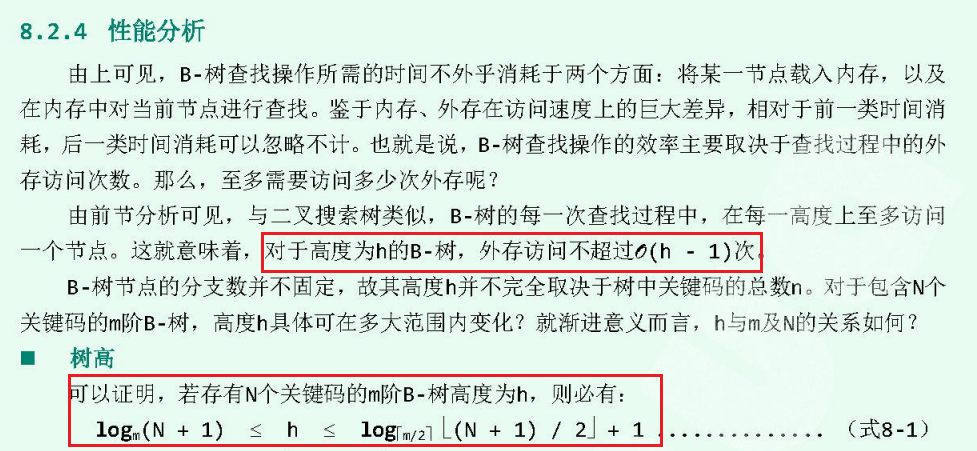 8.2.4 性能分析
由上可见，B-树查找操作所需的时间不外乎消耗于两个方面：将某一节点载入内存，以及
在内存中对当前节点进行查找。鉴于内存、外存在访问速度上的巨大差异，相对于前一类时间消
耗，后一类时间消耗可以忽略不计。也就是说，B-树查找操作的效率主要取决于查找过程中的外
存访问次数。那么，至多需要访问多少次外存呢？
由前节分析可见，与二叉搜索树类似，B-树的每一次查找过程中，在每一高度上至多访问
一个节点。这就意味着，对于高度为h的B-树，外存访问不超过𝒪(h - 1)次。
B-树节点的分支数并不固定，故其高度h并不完全取决于树中关键码的总数n。对于包含N个
关键码的m阶B-树，高度h具体可在多大范围内变化？就渐进意义而言，h与m及N的关系如何？
■ 树高
可以证明，若存有N个关键码的m阶B-树高度为h，则必有：
logₘ(N + 1) ≤ h ≤ log⌈m/2⌉⌊(N + 1) / 2⌋ + 1 .............. （式8-1）